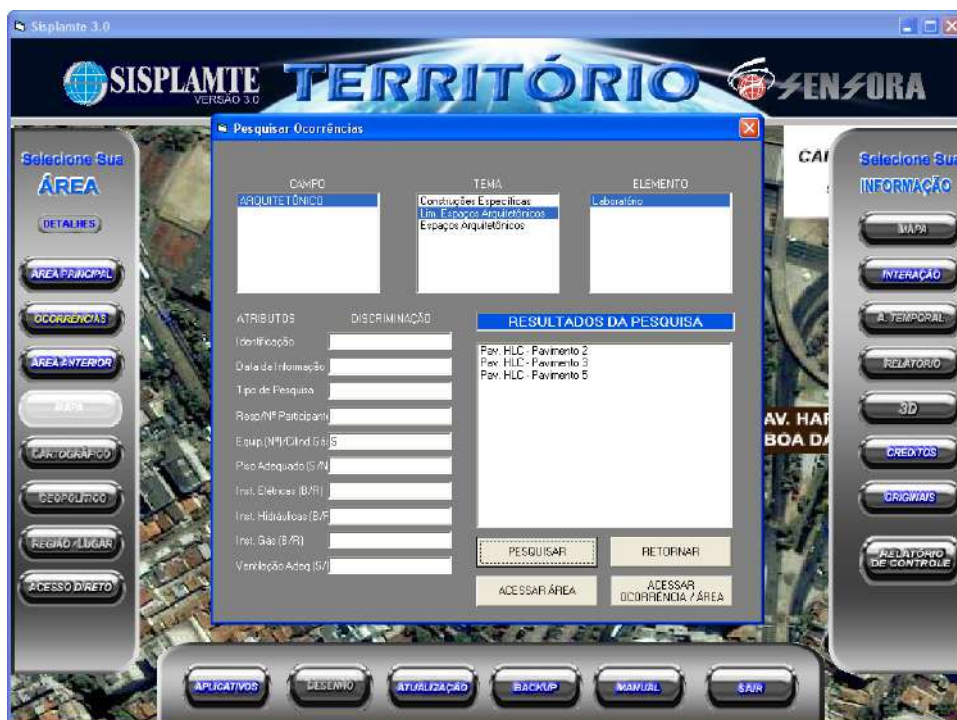 Sisplamte 3.0
SISPLAMTE
VERSÃO 3.0
TERRITÓRIO
SENSORA
Selecione Sua
ÁREA
DETALHES
ÁREA PRINCIPAL
OCORRÊNCIAS
ÁREA ANTERIOR
MAPA
CARTOGRÁFICO
GEOPOLÍTICO
REGIÃO / LUGAR
ACESSO DIRETO
Pesquisar Ocorrências
CAMPO
ARQUITETÔNICO
TEMA
Construções Específicas
Lim. Espaços Arquitetônicos
Espaços Arquitetônicos
ELEMENTO
Laboratório
ATRIBUTOS
DISCRIMINAÇÃO
Identificação
Data da Informação
Tipo de Pesquisa
Resp/Nº Participant
Equip.(Nº)/Cilind Gás
S
Piso Adequado (S/N
Inst. Elétricas (B/R)
Inst. Hidráulicas (B/F
Inst. Gás (B/R)
Ventilação Adeq (S/
RESULTADOS DA PESQUISA
Pav. HLC - Pavimento 2
Pav. HLC - Pavimento 3
Pav. HLC - Pavimento 5
PESQUISAR
RETORNAR
ACESSAR ÁREA
ACESSAR
OCORRÊNCIA / ÁREA
CAI
AV. HAR
BOA DA
Selecione Sua
INFORMAÇÃO
MAPA
INTERAÇÃO
A. TEMPORAL
RELATÓRIO
3D
CRÉDITOS
ORIGINAIS
RELATÓRIO
DE CONTROLE
APLICATIVOS
DESENHO
ATUALIZAÇÃO
BACKUP
MANUAL
SAIR